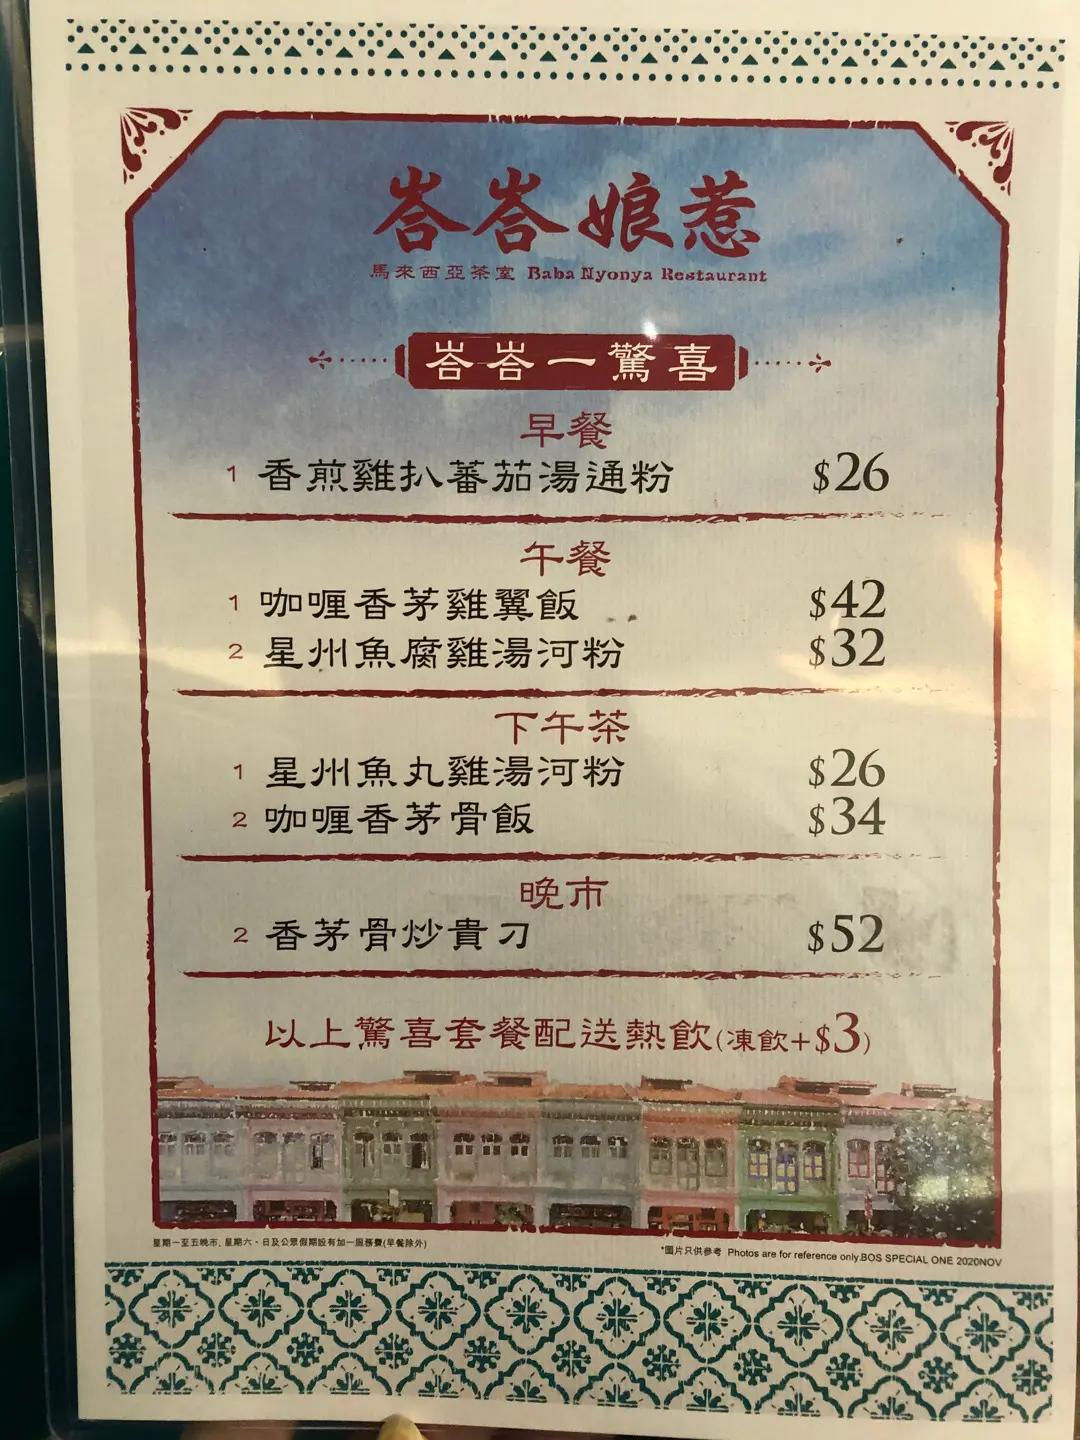 峇峇娘惹
馬來西亞茶室 Baba Nyonya Restaurant
峇峇一驚喜
早餐
1 香煎雞扒蕃茄湯通粉 $26
午餐
1 咖喱香茅雞翼飯 $42
2 星州魚腐雞湯河粉 $32
下午茶
1 星州魚丸雞湯河粉 $26
2 咖喱香茅骨飯 $34
晚市
2 香茅骨炒貴刁 $52
以上驚喜套餐配送熱飲(凍飲+$3)
星期一至五晚市, 星期六、日及公眾假期設有加一服務費(早餐除外)
*圖片只供參考 Photos are for reference only.BOS SPECIAL ONE 2020NOV